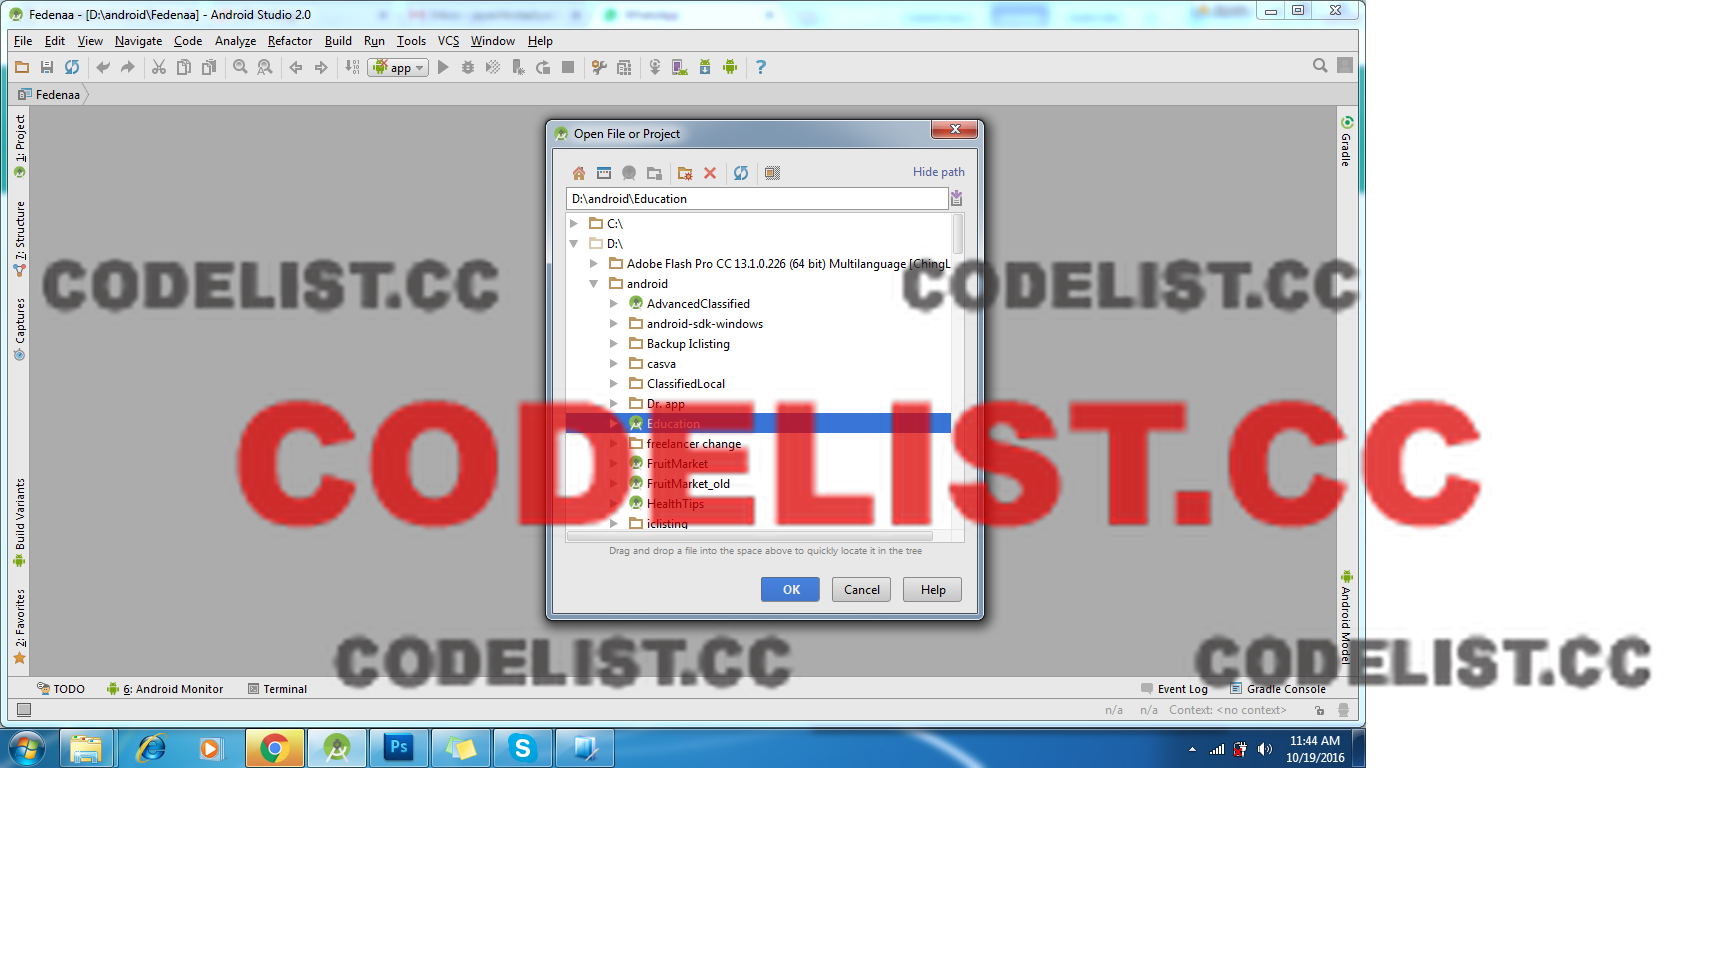 Fedenaa - [D:\android\Fedenaa] - Android Studio 2.0
File Edit View Navigate Code Analyze Refactor Build Run Tools VCS Window Help
app
Fedenaa
1: Project
7: Structure
Captures
Build Variants
2: Favorites
Open File or Project
Hide path
D:\android\Education
C:\
D:\
Adobe Flash Pro CC 13.1.0.226 (64 bit) Multilanguage [ChingL
android
AdvancedClassified
android-sdk-windows
Backup Iclisting
casva
ClassifiedLocal
Dr. app
Education
freelancer change
FruitMarket
FruitMarket_old
HealthTips
iclisting
Drag and drop a file into the space above to quickly locate it in the tree
OK Cancel Help
Gradle
Android Model
CODELIST.CC CODELIST.CC
CODELIST.CC
CODELIST.CC CODELIST.CC
TODO 6: Android Monitor Terminal Event Log Gradle Console
n/a n/a Context: <no context>
Ps
11:44 AM
10/19/2016